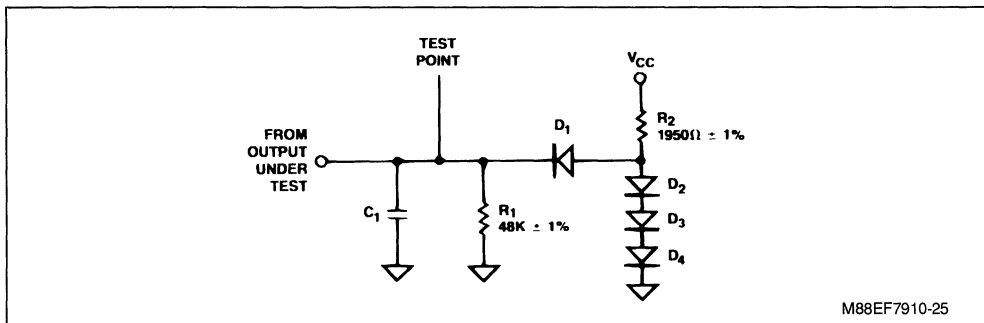 TEST
POINT
VCC
R2
1950Ω ± 1%
D1
FROM
OUTPUT
UNDER
TEST
D2
C1
R1
48K ± 1%
D3
D4
M88EF7910-25